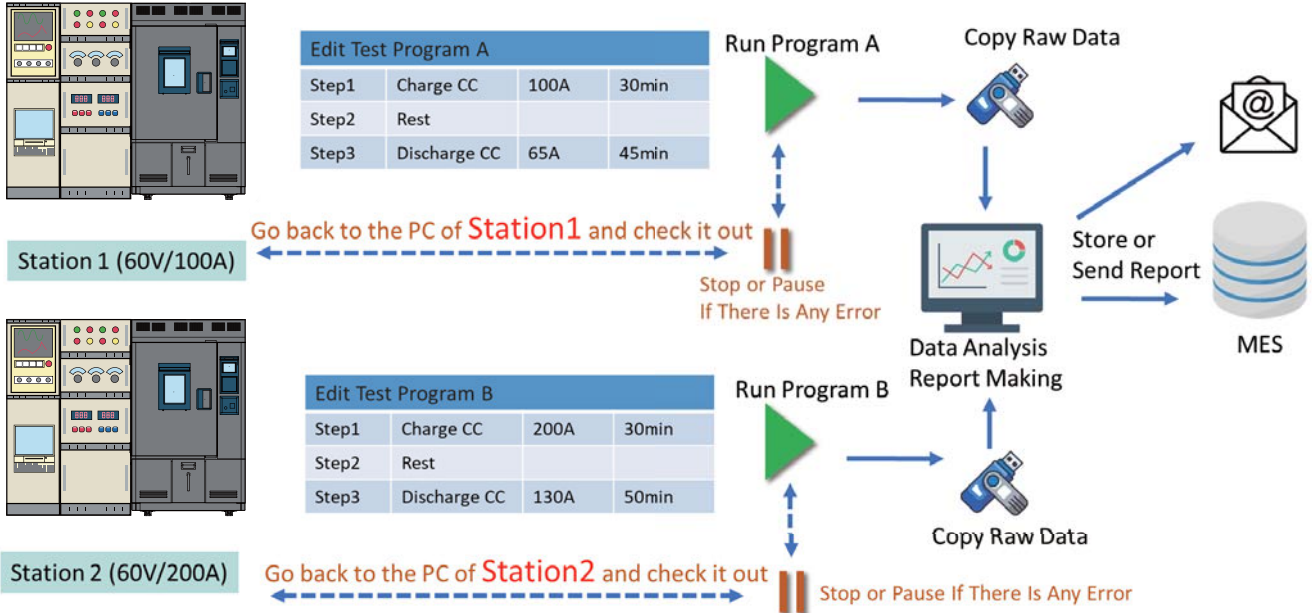 Edit Test Program A
Step1 Charge CC 100A 30min
Step2 Rest
Step3 Discharge CC 65A 45min
Run Program A
Copy Raw Data
@
Go back to the PC of Station1 and check it out
Station 1 (60V/100A)
Stop or Pause
If There Is Any Error
Store or
Send Report
MES
Data Analysis
Report Making
Edit Test Program B
Step1 Charge CC 200A 30min
Step2 Rest
Step3 Discharge CC 130A 50min
Run Program B
Copy Raw Data
Station 2 (60V/200A)
Go back to the PC of Station2 and check it out
Stop or Pause If There Is Any Error